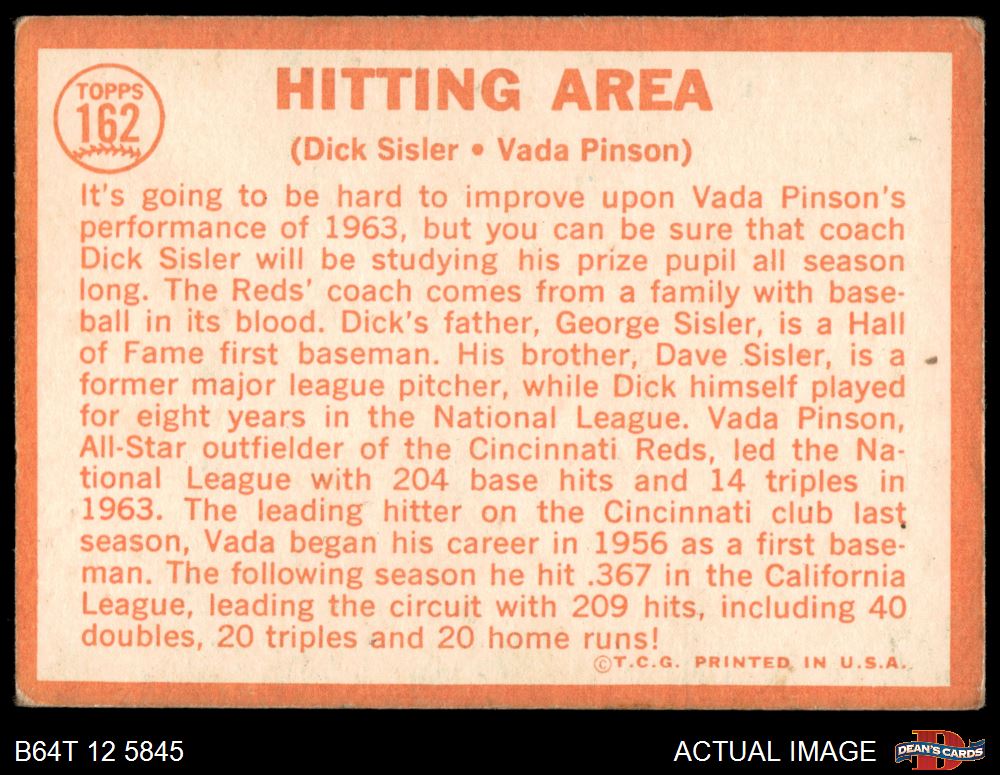 TOPPS
162
HITTING AREA
(Dick Sisler • Vada Pinson)
It's going to be hard to improve upon Vada Pinson's
performance of 1963, but you can be sure that coach
Dick Sisler will be studying his prize pupil all season
long. The Reds' coach comes from a family with base-
ball in its blood. Dick's father, George Sisler, is a Hall
of Fame first baseman. His brother, Dave Sisler, is a
former major league pitcher, while Dick himself played
for eight years in the National League. Vada Pinson,
All-Star outfielder of the Cincinnati Reds, led the Na-
tional League with 204 base hits and 14 triples in
1963. The leading hitter on the Cincinnati club last
season, Vada began his career in 1956 as a first base-
man. The following season he hit .367 in the California
League, leading the circuit with 209 hits, including 40
doubles, 20 triples and 20 home runs!
©T.C.G. PRINTED IN U.S.A.
B64T 12 5845
ACTUAL IMAGE
D
DEAN'S CARDS